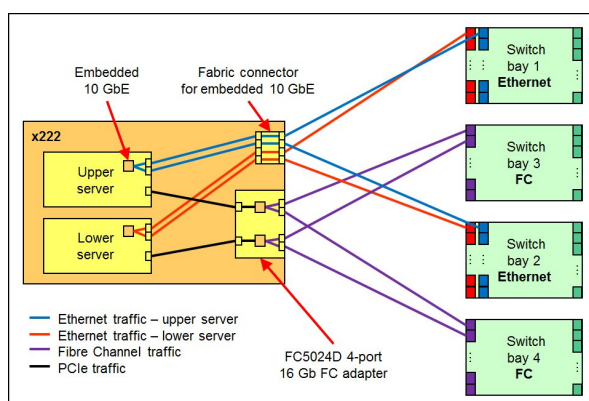 Embedded
10 GbE
Fabric connector
for embedded 10 GbE
x222
Upper
server
Lower
server
Switch
bay 1
Ethernet
Switch
bay 3
FC
Switch
bay 2
Ethernet
Switch
bay 4
FC
Ethernet traffic – upper server
Ethernet traffic – lower server
Fibre Channel traffic
PCIe traffic
FC5024D 4-port
16 Gb FC adapter